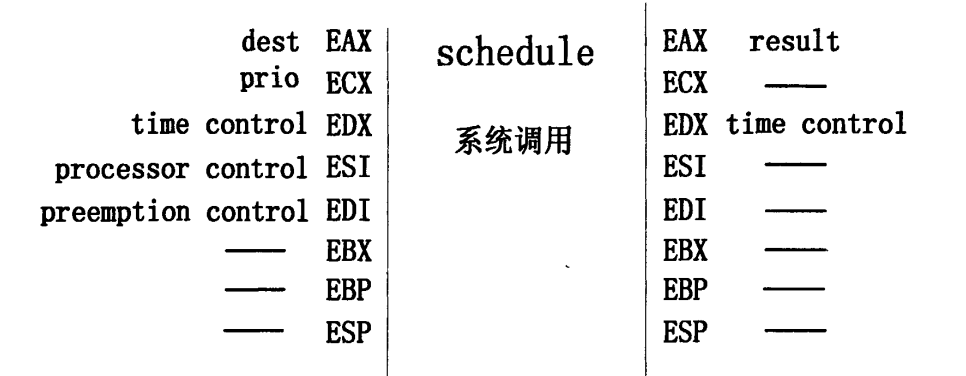 dest EAX schedule EAX result
prio ECX ECX —
time control EDX 系统调用 EDX time control
processor control ESI ESI —
preemption control EDI EDI —
— EBX EBX —
— EBP EBP —
— ESP ESP —